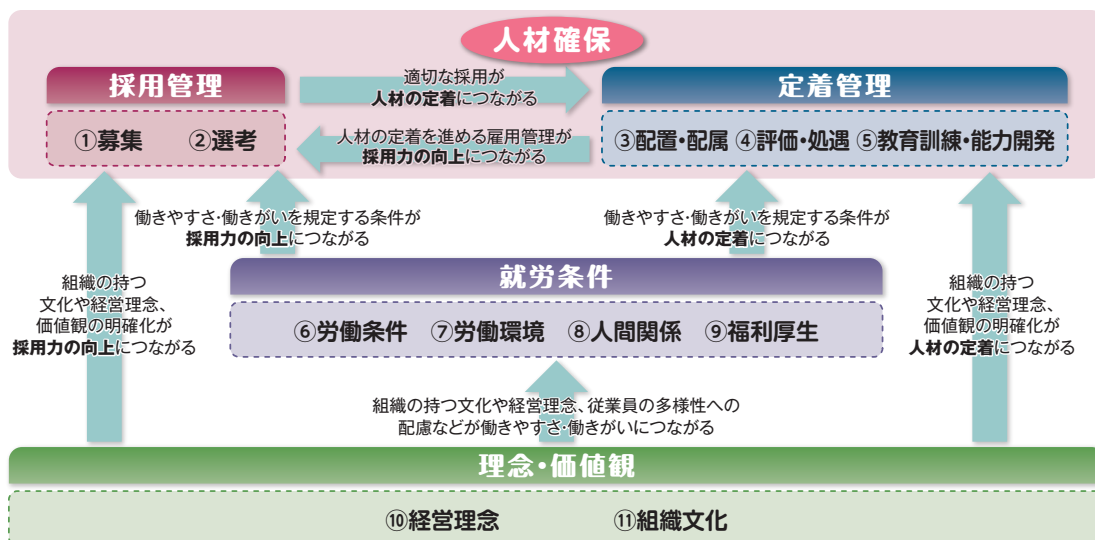 人材確保
採用管理
①募集 ②選考
適切な採用が
人材の定着につながる
人材の定着を進める雇用管理が
採用力の向上につながる
定着管理
③配置・配属 ④評価・処遇 ⑤教育訓練・能力開発
働きやすさ・働きがいを規定する条件が
採用力の向上につながる
働きやすさ・働きがいを規定する条件が
人材の定着につながる
組織の持つ
文化や経営理念、
価値観の明確化が
採用力の向上につながる
就労条件
⑥労働条件 ⑦労働環境 ⑧人間関係 ⑨福利厚生
組織の持つ
文化や経営理念、
価値観の明確化が
人材の定着につながる
組織の持つ文化や経営理念、従業員の多様性への
配慮などが働きやすさ・働きがいにつながる
理念・価値観
⑩経営理念 ⑪組織文化